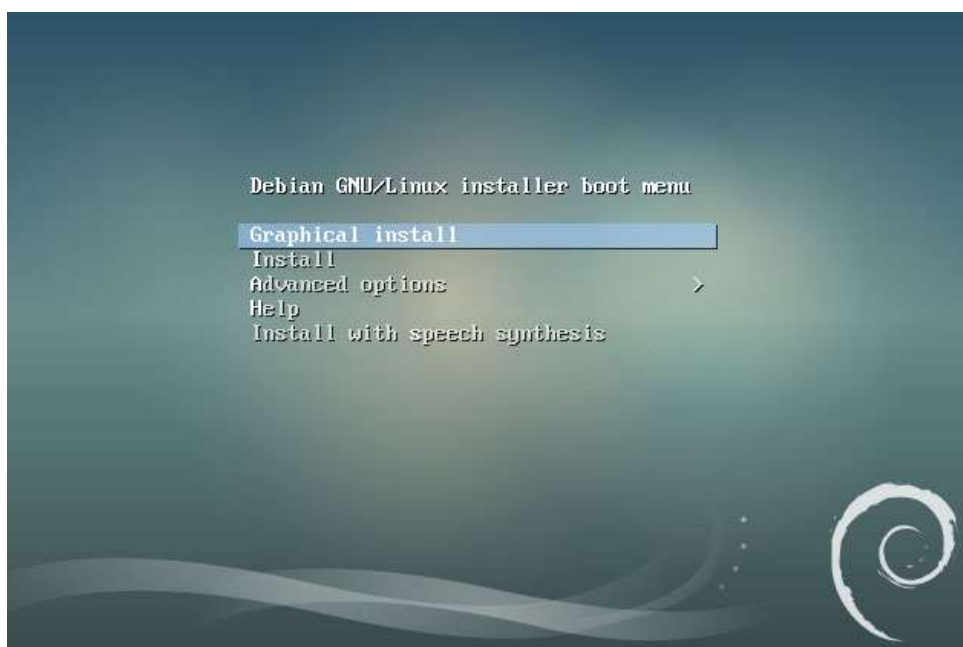 Debian GNU/Linux installer boot menu
Graphical install
Install
Advanced options >
Help
Install with speech synthesis